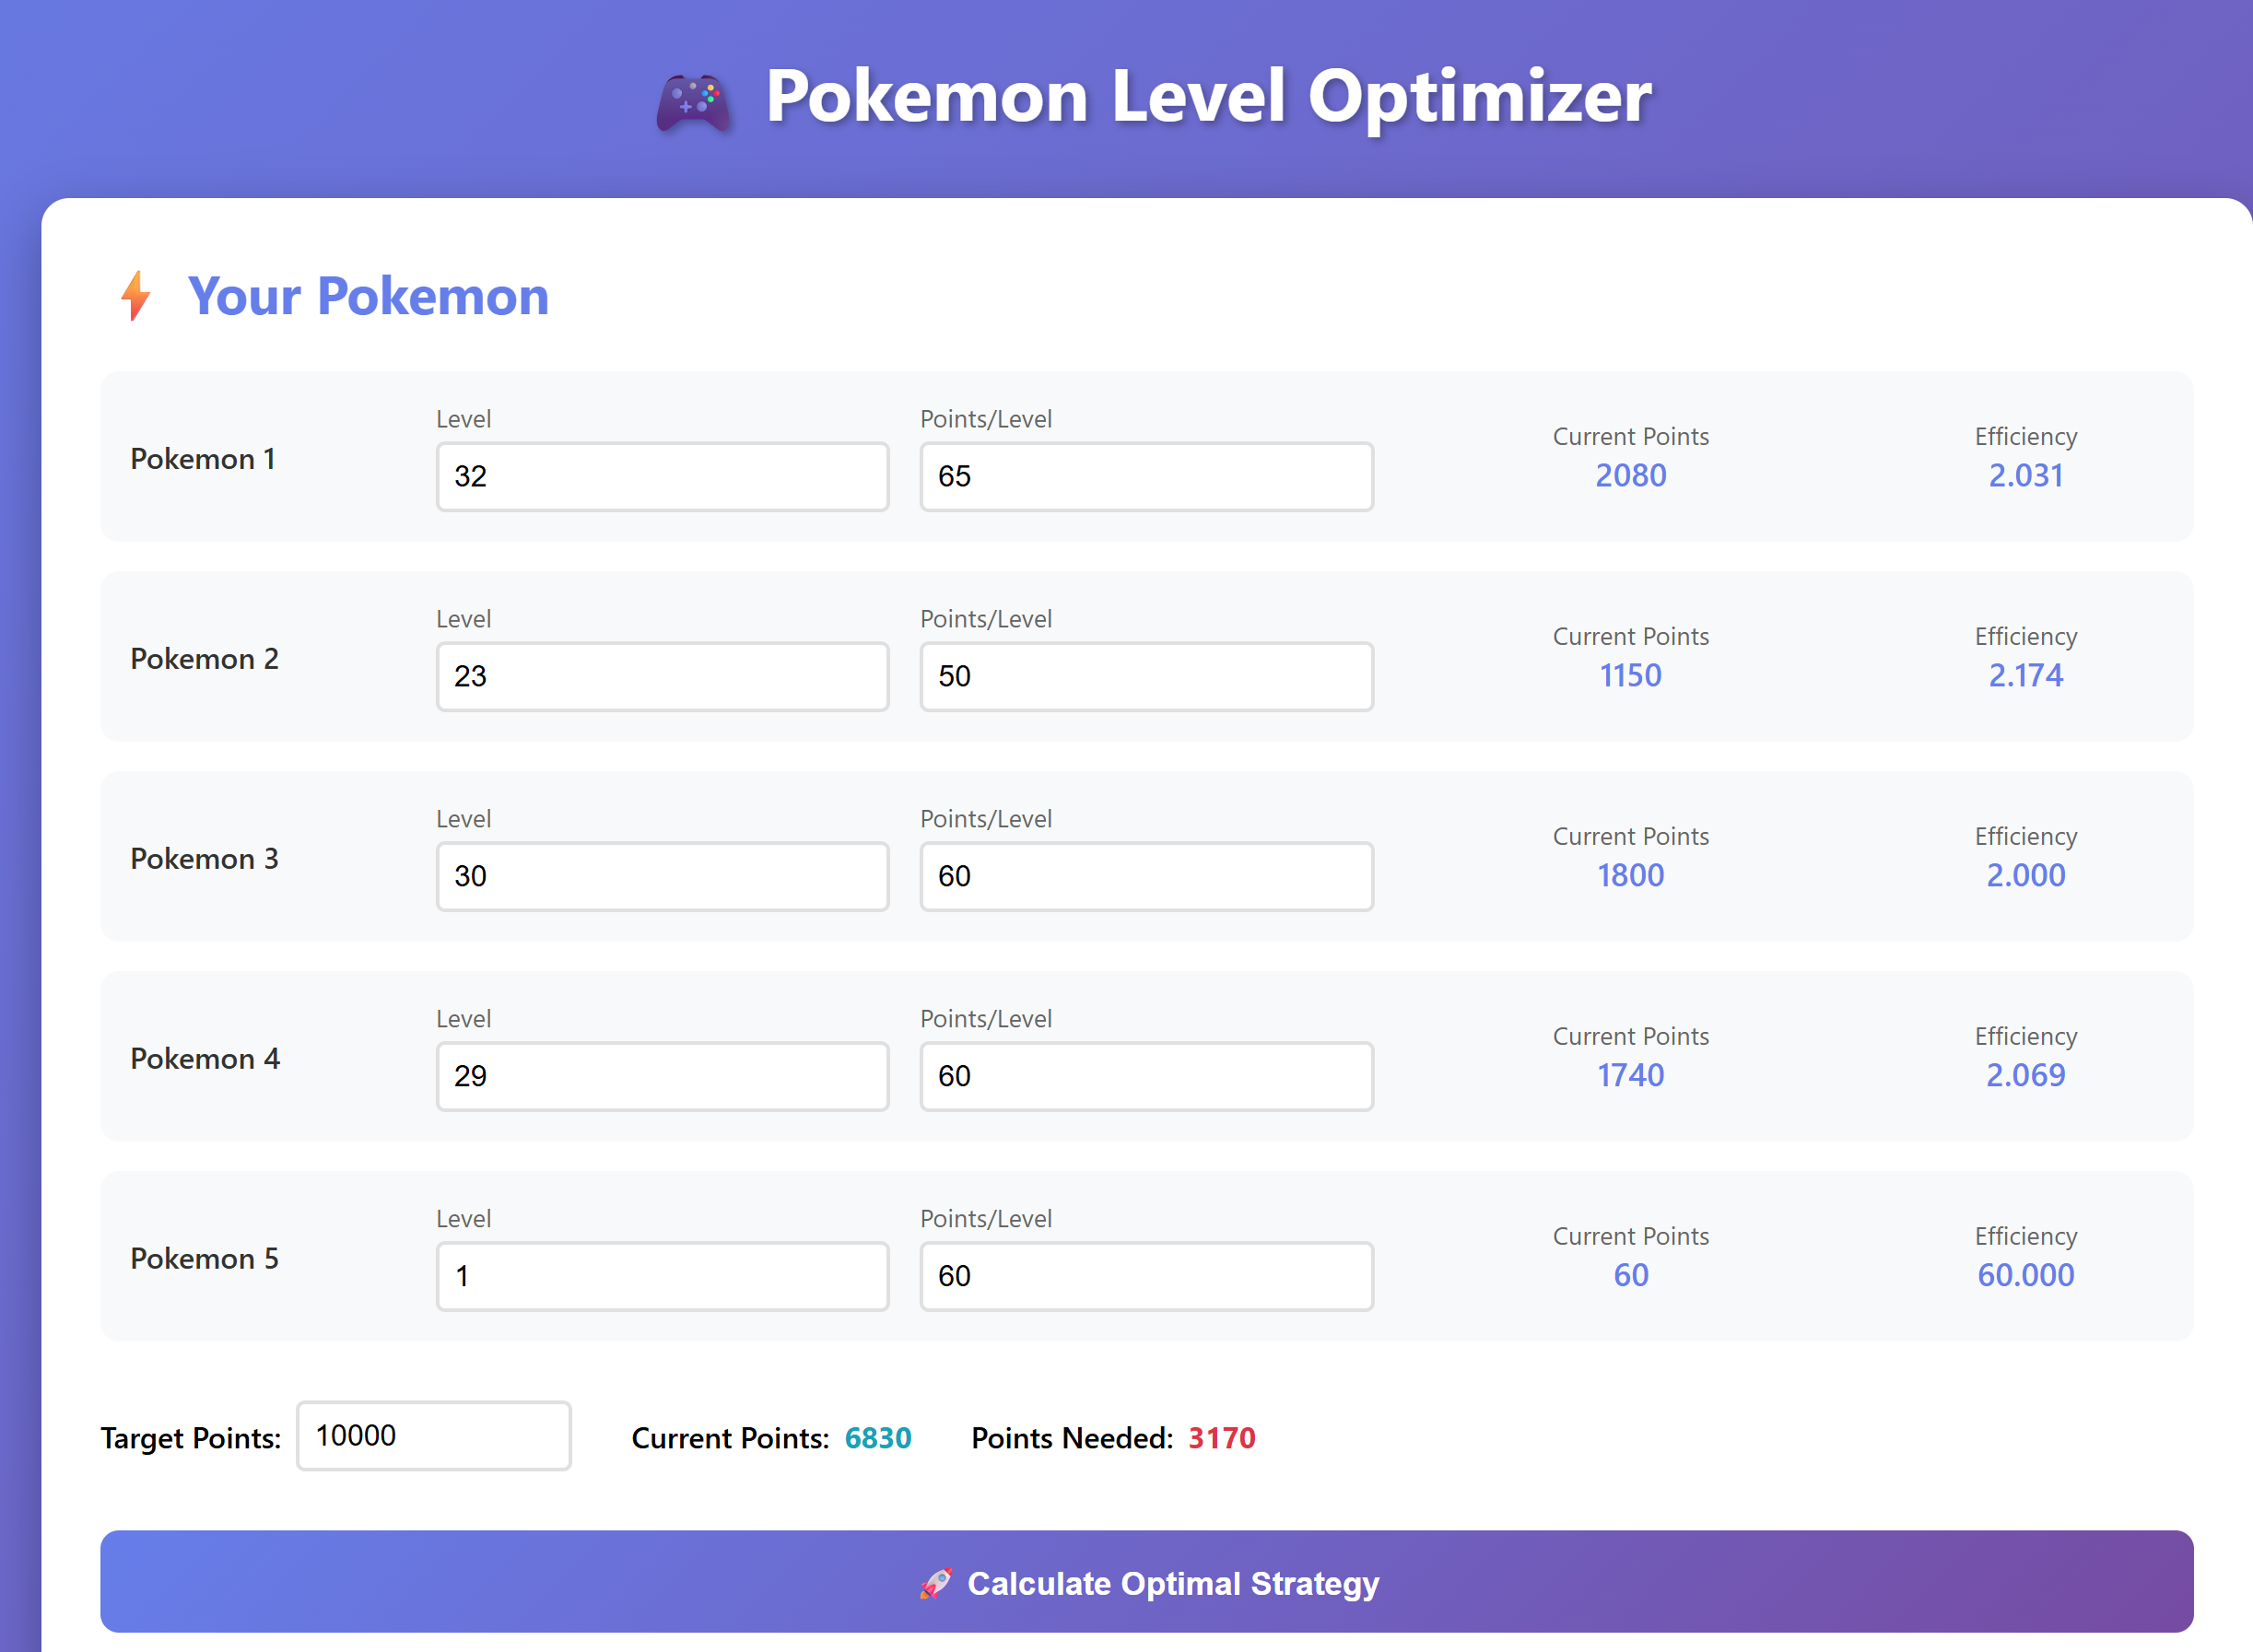 Pokemon Level Optimizer
Your Pokemon
Pokemon 1
Level
32
Points/Level
65
Current Points
2080
Efficiency
2.031
Pokemon 2
Level
23
Points/Level
50
Current Points
1150
Efficiency
2.174
Pokemon 3
Level
30
Points/Level
60
Current Points
1800
Efficiency
2.000
Pokemon 4
Level
29
Points/Level
60
Current Points
1740
Efficiency
2.069
Pokemon 5
Level
1
Points/Level
60
Current Points
60
Efficiency
60.000
Target Points: 10000 Current Points: 6830 Points Needed: 3170
Calculate Optimal Strategy